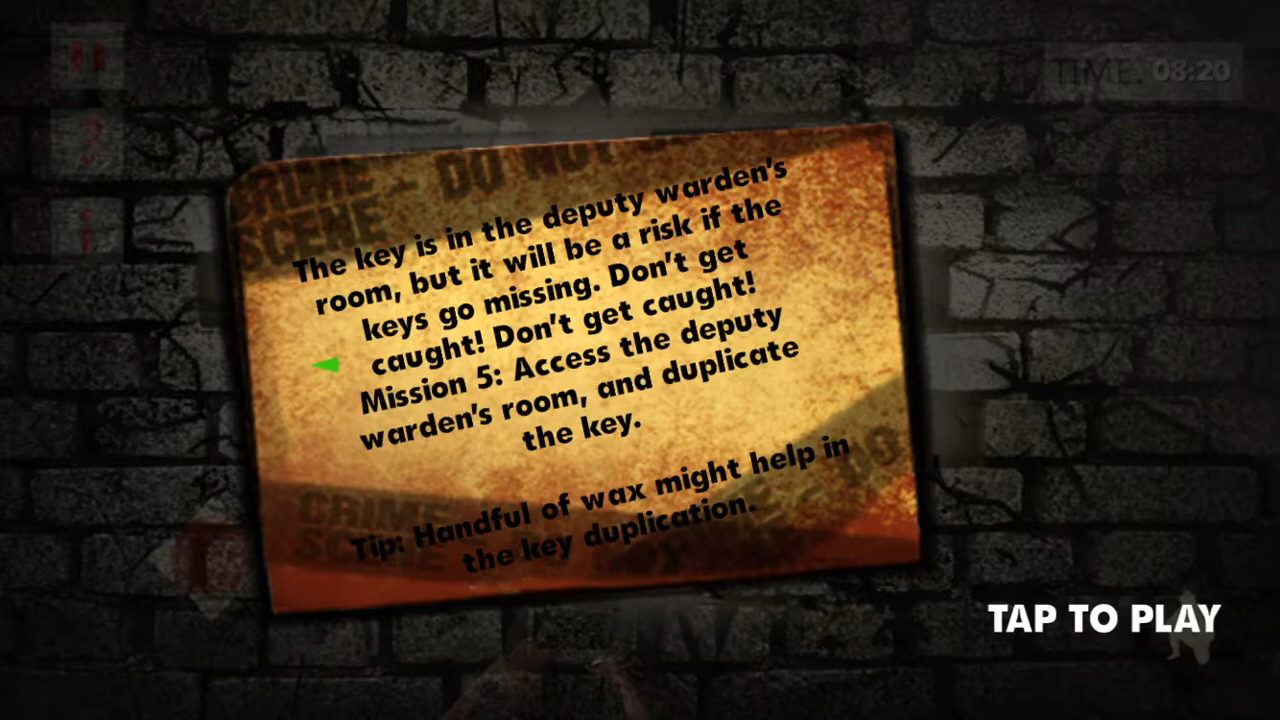 TIME: 08:20
CRIME - DO NOT
SCENE
The key is in the deputy warden's
room, but it will be a risk if the
keys go missing. Don't get
caught! Don't get caught!
Mission 5: Access the deputy
warden's room, and duplicate
the key.
CRIME
DO
Tip: Handful of wax might help in
the key duplication.
TAP TO PLAY